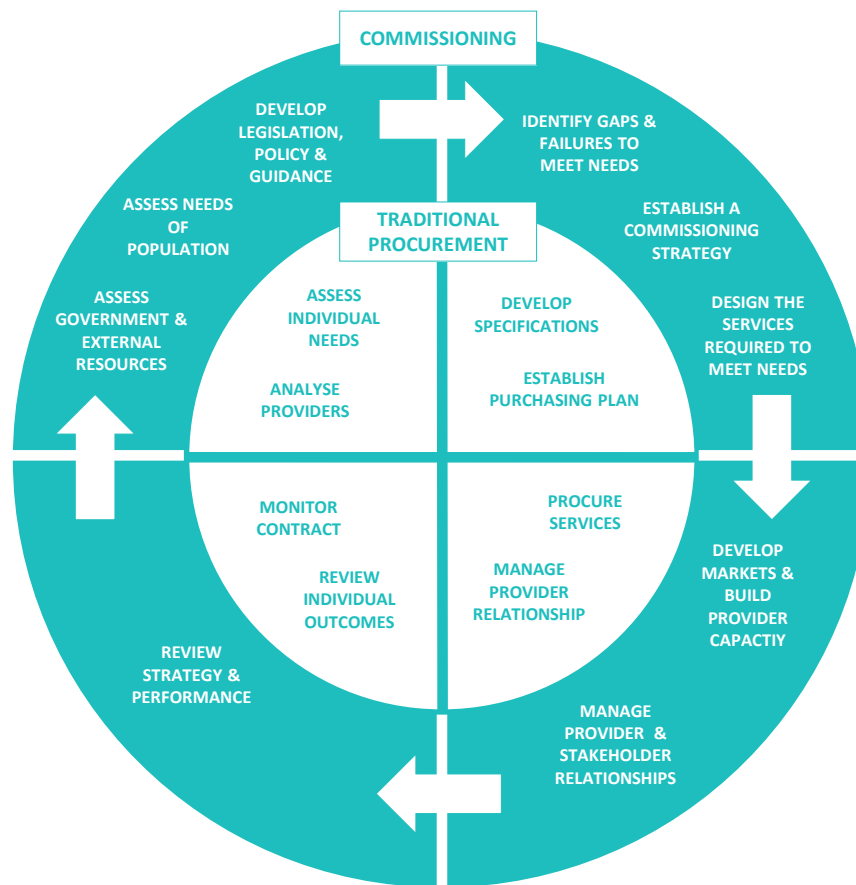 COMMISSIONING
DEVELOP
LEGISLATION,
POLICY &
GUIDANCE
IDENTIFY GAPS &
FAILURES TO
MEET NEEDS
ASSESS NEEDS
OF
POPULATION
TRADITIONAL
PROCUREMENT
ESTABLISH A
COMMISSIONING
STRATEGY
ASSESS
GOVERNMENT &
EXTERNAL
RESOURCES
ASSESS
INDIVIDUAL
NEEDS
DEVELOP
SPECIFICATIONS
DESIGN THE
SERVICES
REQUIRED TO
MEET NEEDS
ANALYSE
PROVIDERS
ESTABLISH
PURCHASING PLAN
MONITOR
CONTRACT
PROCURE
SERVICES
REVIEW
INDIVIDUAL
OUTCOMES
MANAGE
PROVIDER
RELATIONSHIP
DEVELOP
MARKETS &
BUILD
PROVIDER
CAPACTIY
REVIEW
STRATEGY &
PERFORMANCE
MANAGE
PROVIDER &
STAKEHOLDER
RELATIONSHIPS